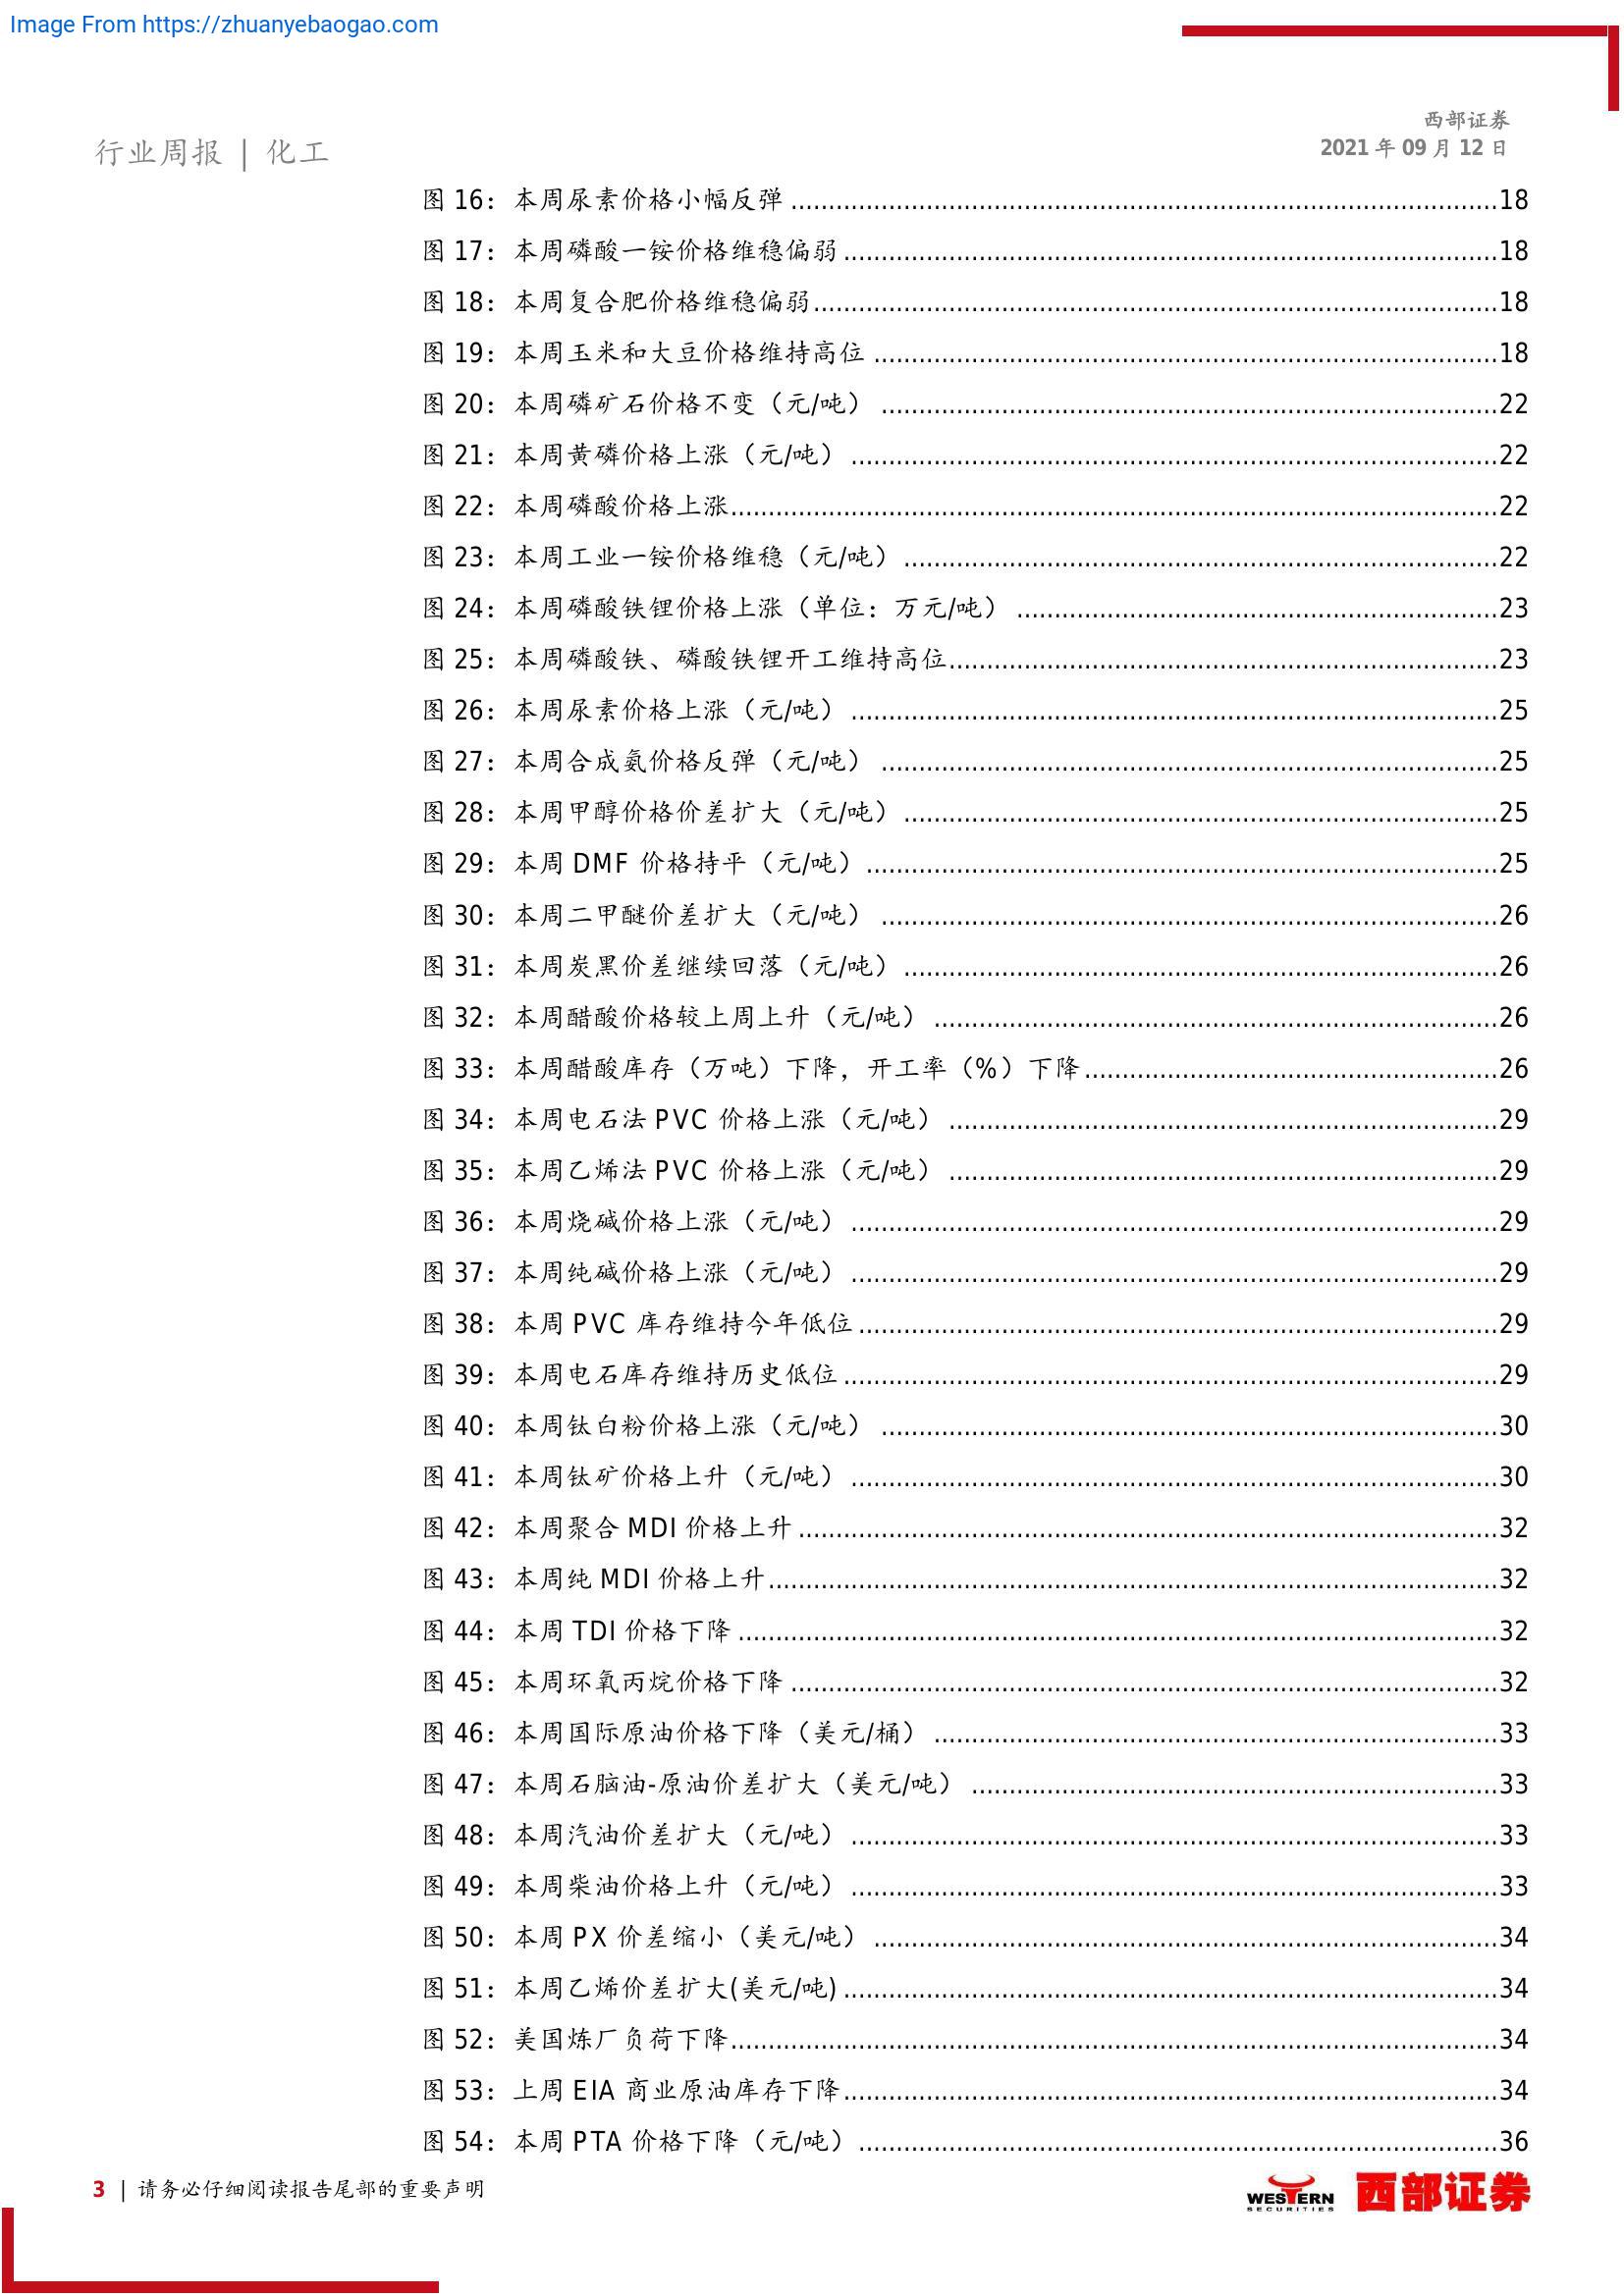 Image From https://zhuanyebaogao.com
西部证券
行业周报 | 化工
2021 年 09 月 12 日
图 16：本周尿素价格小幅反弹 ........................................ 18
图 17：本周磷酸一铵价格维稳偏弱 ........................................ 18
图 18：本周复合肥价格维稳偏弱 ........................................ 18
图 19：本周玉米和大豆价格维持高位 ........................................ 18
图 20：本周磷矿石价格不变（元/吨） ........................................ 22
图 21：本周黄磷价格上涨（元/吨） ........................................ 22
图 22：本周磷酸价格上涨 ........................................ 22
图 23：本周工业一铵价格维稳（元/吨） ........................................ 22
图 24：本周磷酸铁锂价格上涨（单位：万元/吨） ........................................ 23
图 25：本周磷酸铁、磷酸铁锂开工维持高位 ........................................ 23
图 26：本周尿素价格上涨（元/吨） ........................................ 25
图 27：本周合成氨价格反弹（元/吨） ........................................ 25
图 28：本周甲醇价格价差扩大（元/吨） ........................................ 25
图 29：本周 DMF 价格持平（元/吨） ........................................ 25
图 30：本周二甲醚价差扩大（元/吨） ........................................ 26
图 31：本周炭黑价差继续回落（元/吨） ........................................ 26
图 32：本周醋酸价格较上周上升（元/吨） ........................................ 26
图 33：本周醋酸库存（万吨）下降，开工率（%）下降 ........................................ 26
图 34：本周电石法 PVC 价格上涨（元/吨） ........................................ 29
图 35：本周乙烯法 PVC 价格上涨（元/吨） ........................................ 29
图 36：本周烧碱价格上涨（元/吨） ........................................ 29
图 37：本周纯碱价格上涨（元/吨） ........................................ 29
图 38：本周 PVC 库存维持今年低位 ........................................ 29
图 39：本周电石库存维持历史低位 ........................................ 29
图 40：本周钛白粉价格上涨（元/吨） ........................................ 30
图 41：本周钛矿价格上升（元/吨） ........................................ 30
图 42：本周聚合 MDI 价格上升 ........................................ 32
图 43：本周纯 MDI 价格上升 ........................................ 32
图 44：本周 TDI 价格下降 ........................................ 32
图 45：本周环氧丙烷价格下降 ........................................ 32
图 46：本周国际原油价格下降（美元/桶） ........................................ 33
图 47：本周石脑油-原油价差扩大（美元/吨） ........................................ 33
图 48：本周汽油价差扩大（元/吨） ........................................ 33
图 49：本周柴油价格上升（元/吨） ........................................ 33
图 50：本周 PX 价差缩小（美元/吨） ........................................ 34
图 51：本周乙烯价差扩大(美元/吨) ........................................ 34
图 52：美国炼厂负荷下降 ........................................ 34
图 53：上周 EIA 商业原油库存下降 ........................................ 34
图 54：本周 PTA 价格下降（元/吨） ........................................ 36
3 | 请务必仔细阅读报告尾部的重要声明
WESTERN
SECURITIES
西部证券